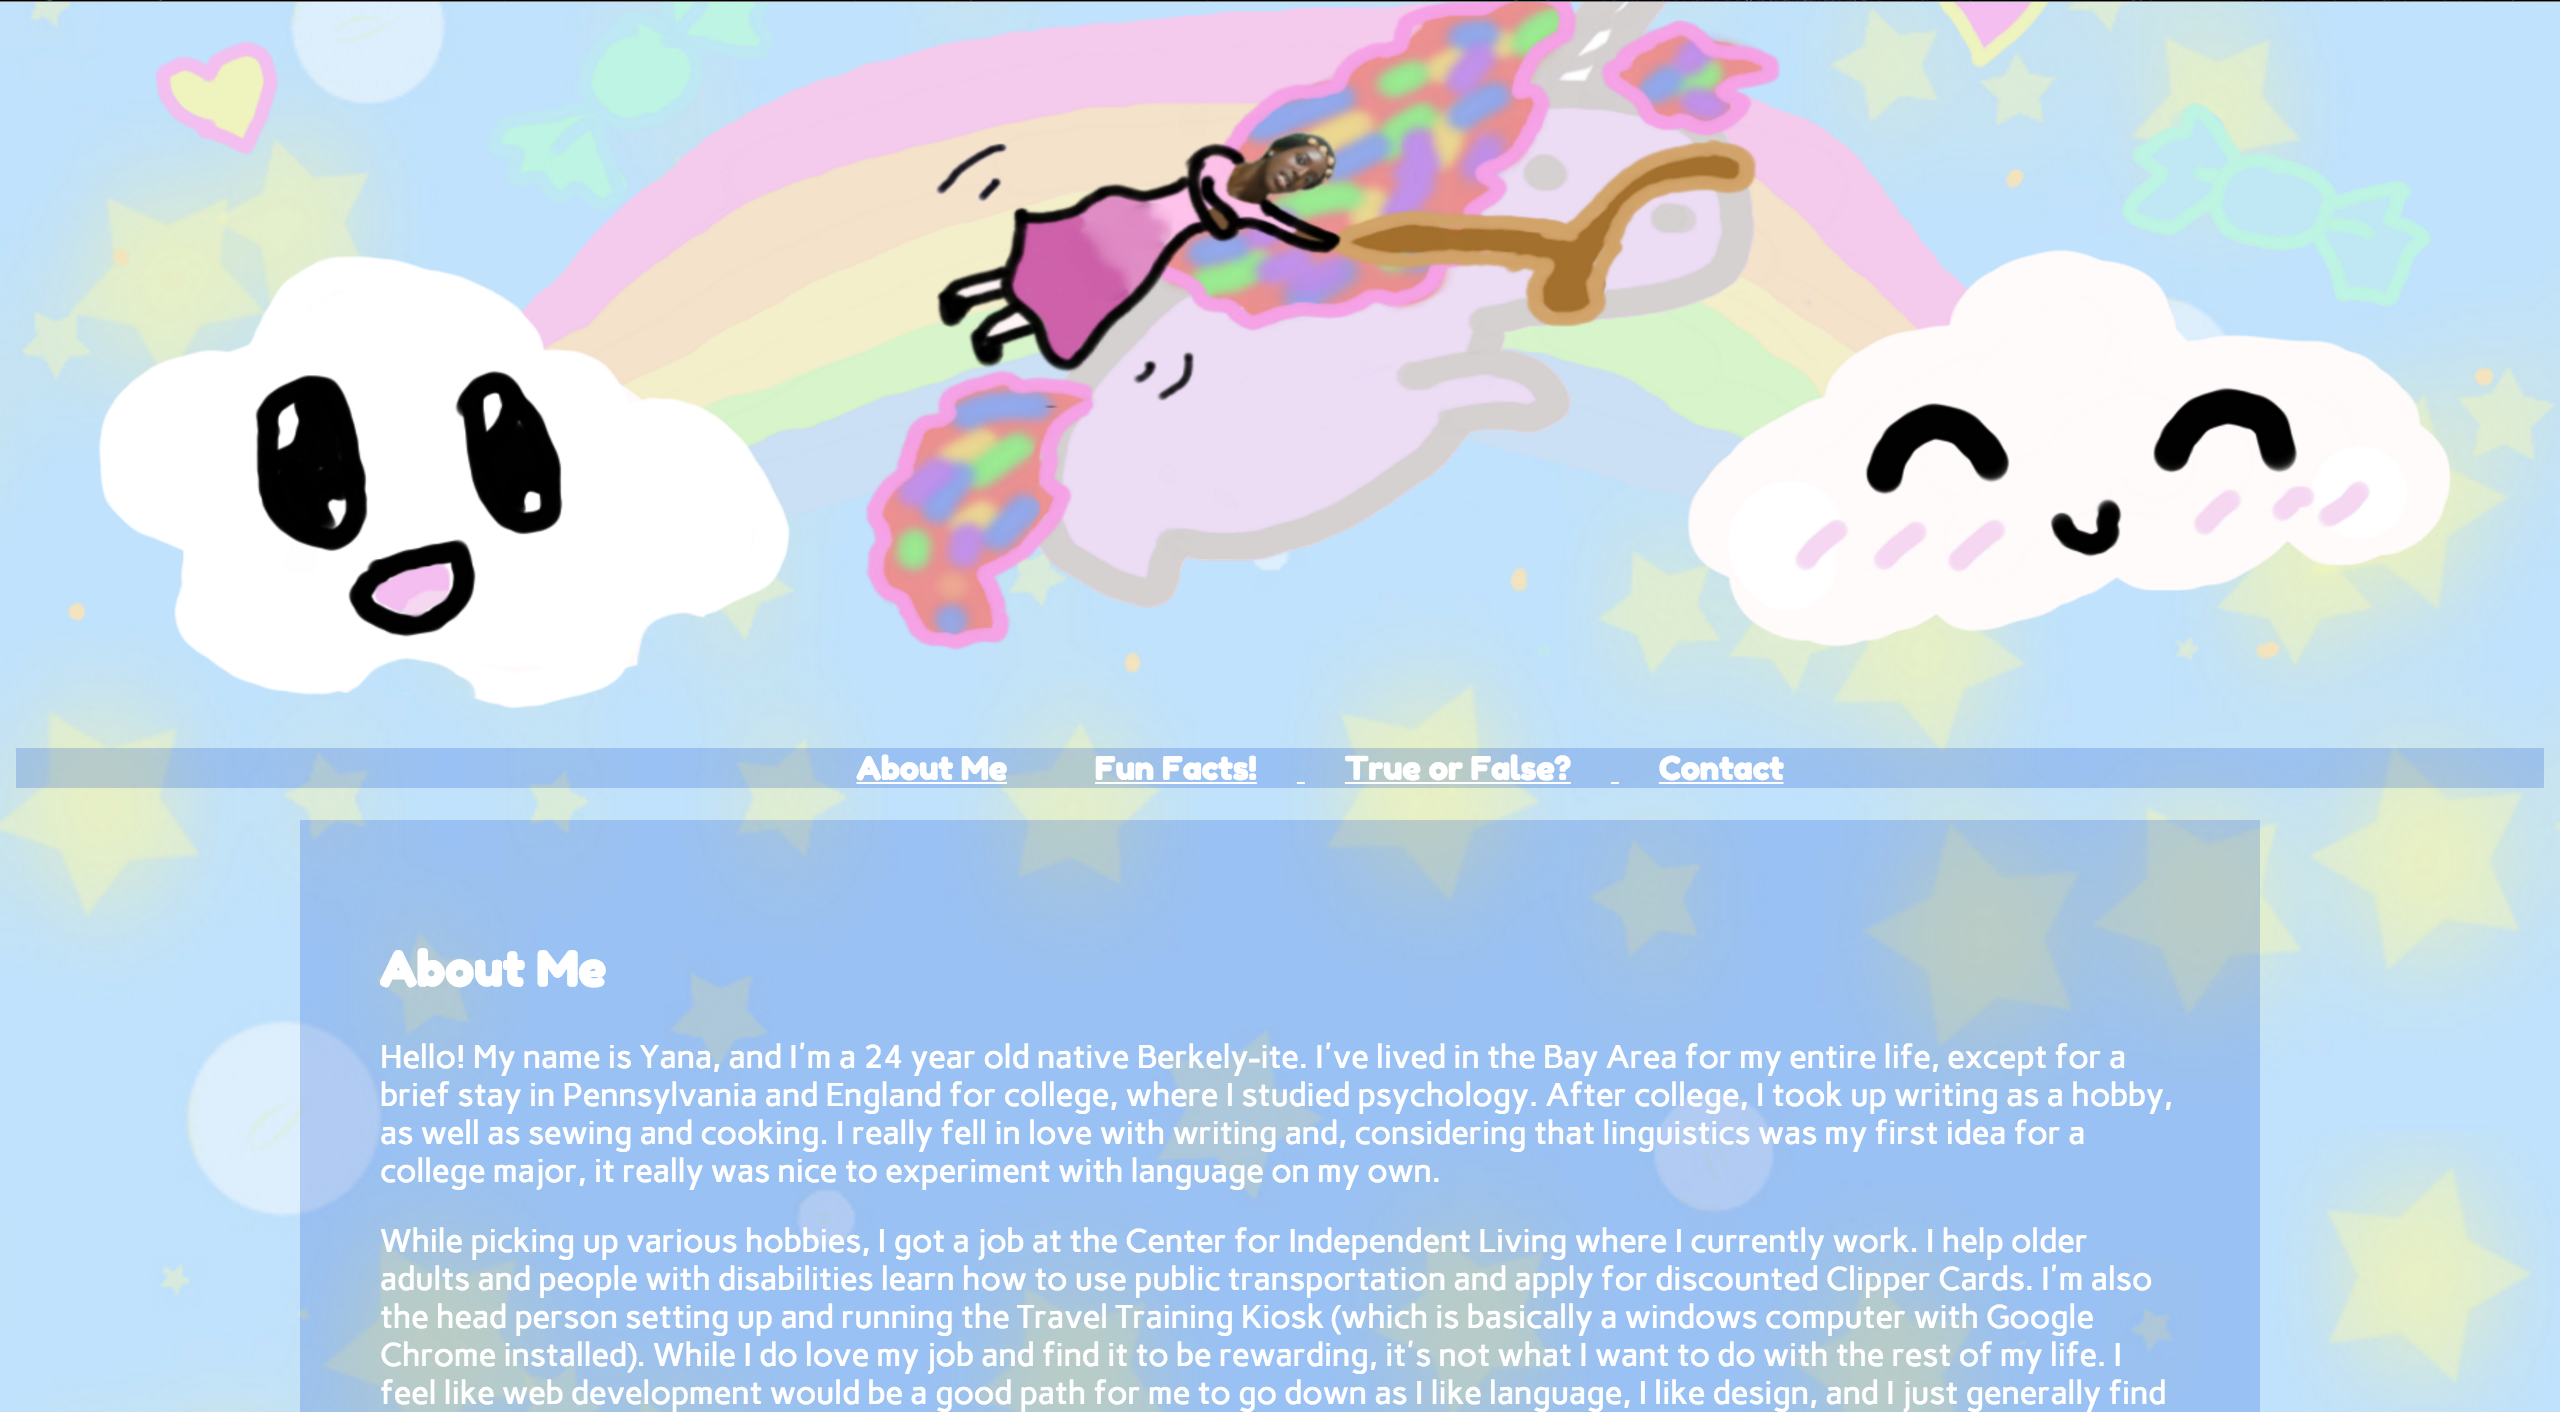 About Me Fun Facts! True or False? Contact
About Me
Hello! My name is Yana, and I'm a 24 year old native Berkely-ite. I've lived in the Bay Area for my entire life, except for a
brief stay in Pennsylvania and England for college, where I studied psychology. After college, I took up writing as a hobby,
as well as sewing and cooking. I really fell in love with writing and, considering that linguistics was my first idea for a
college major, it really was nice to experiment with language on my own.
While picking up various hobbies, I got a job at the Center for Independent Living where I currently work. I help older
adults and people with disabilities learn how to use public transportation and apply for discounted Clipper Cards. I'm also
the head person setting up and running the Travel Training Kiosk (which is basically a windows computer with Google
Chrome installed). While I do love my job and find it to be rewarding, it's not what I want to do with the rest of my life. I
feel like web development would be a good path for me to go down as I like language, I like design, and I just generally find